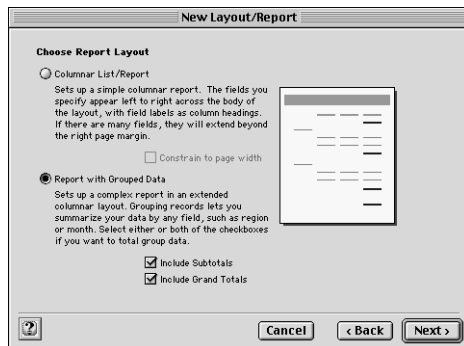 New Layout/Report
Choose Report Layout
Columnar List/Report
Sets up a simple columnar report. The fields you
specify appear left to right across the body of
the layout, with field labels as column headings.
If there are many fields, they will extend beyond
the right page margin.
Constrain to page width
Report with Grouped Data
Sets up a complex report in an extended
columnar layout. Grouping records lets you
summarize your data by any field, such as region
or month. Select either or both of the checkboxes
if you want to total group data.
Include Subtotals
Include Grand Totals
?
Cancel
‹ Back
Next ›